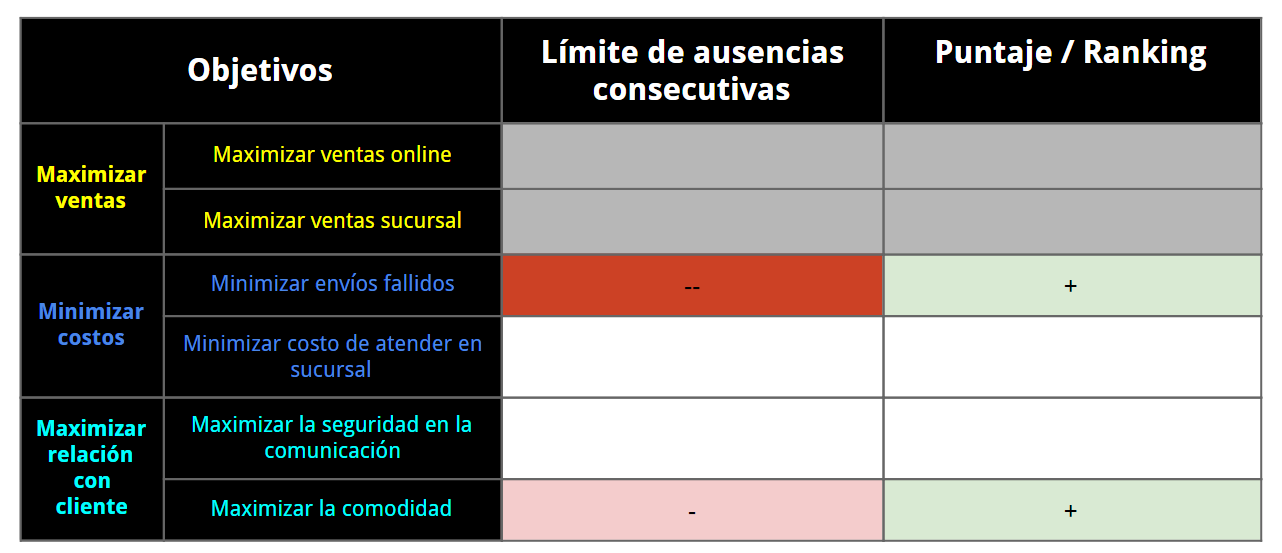 Objetivos
Límite de ausencias
consecutivas
Puntaje / Ranking
Maximizar
ventas
Maximizar ventas online
Maximizar ventas sucursal
Minimizar
costos
Minimizar envíos fallidos
--
+
Minimizar costo de atender en
sucursal
Maximizar
relación
con
cliente
Maximizar la seguridad en la
comunicación
Maximizar la comodidad
-
+